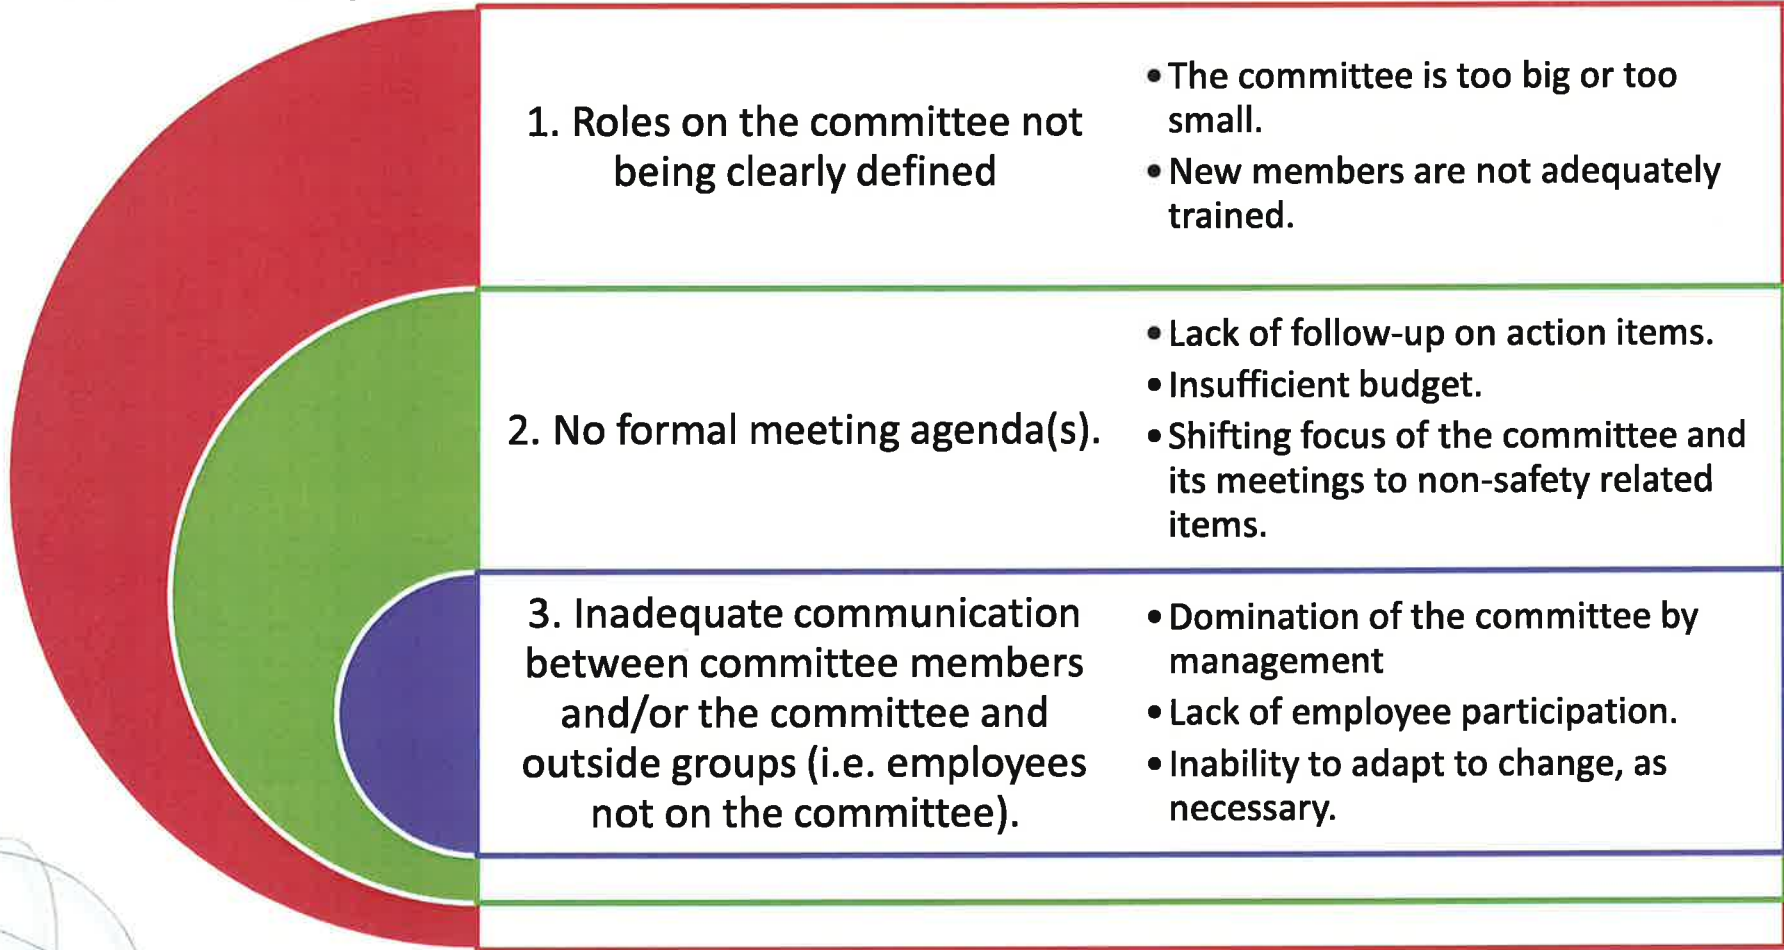 1. Roles on the committee not
being clearly defined
• The committee is too big or too
small.
• New members are not adequately
trained.
2. No formal meeting agenda(s).
• Lack of follow-up on action items.
• Insufficient budget.
• Shifting focus of the committee and
its meetings to non-safety related
items.
3. Inadequate communication
between committee members
and/or the committee and
outside groups (i.e. employees
not on the committee).
• Domination of the committee by
management
• Lack of employee participation.
• Inability to adapt to change, as
necessary.